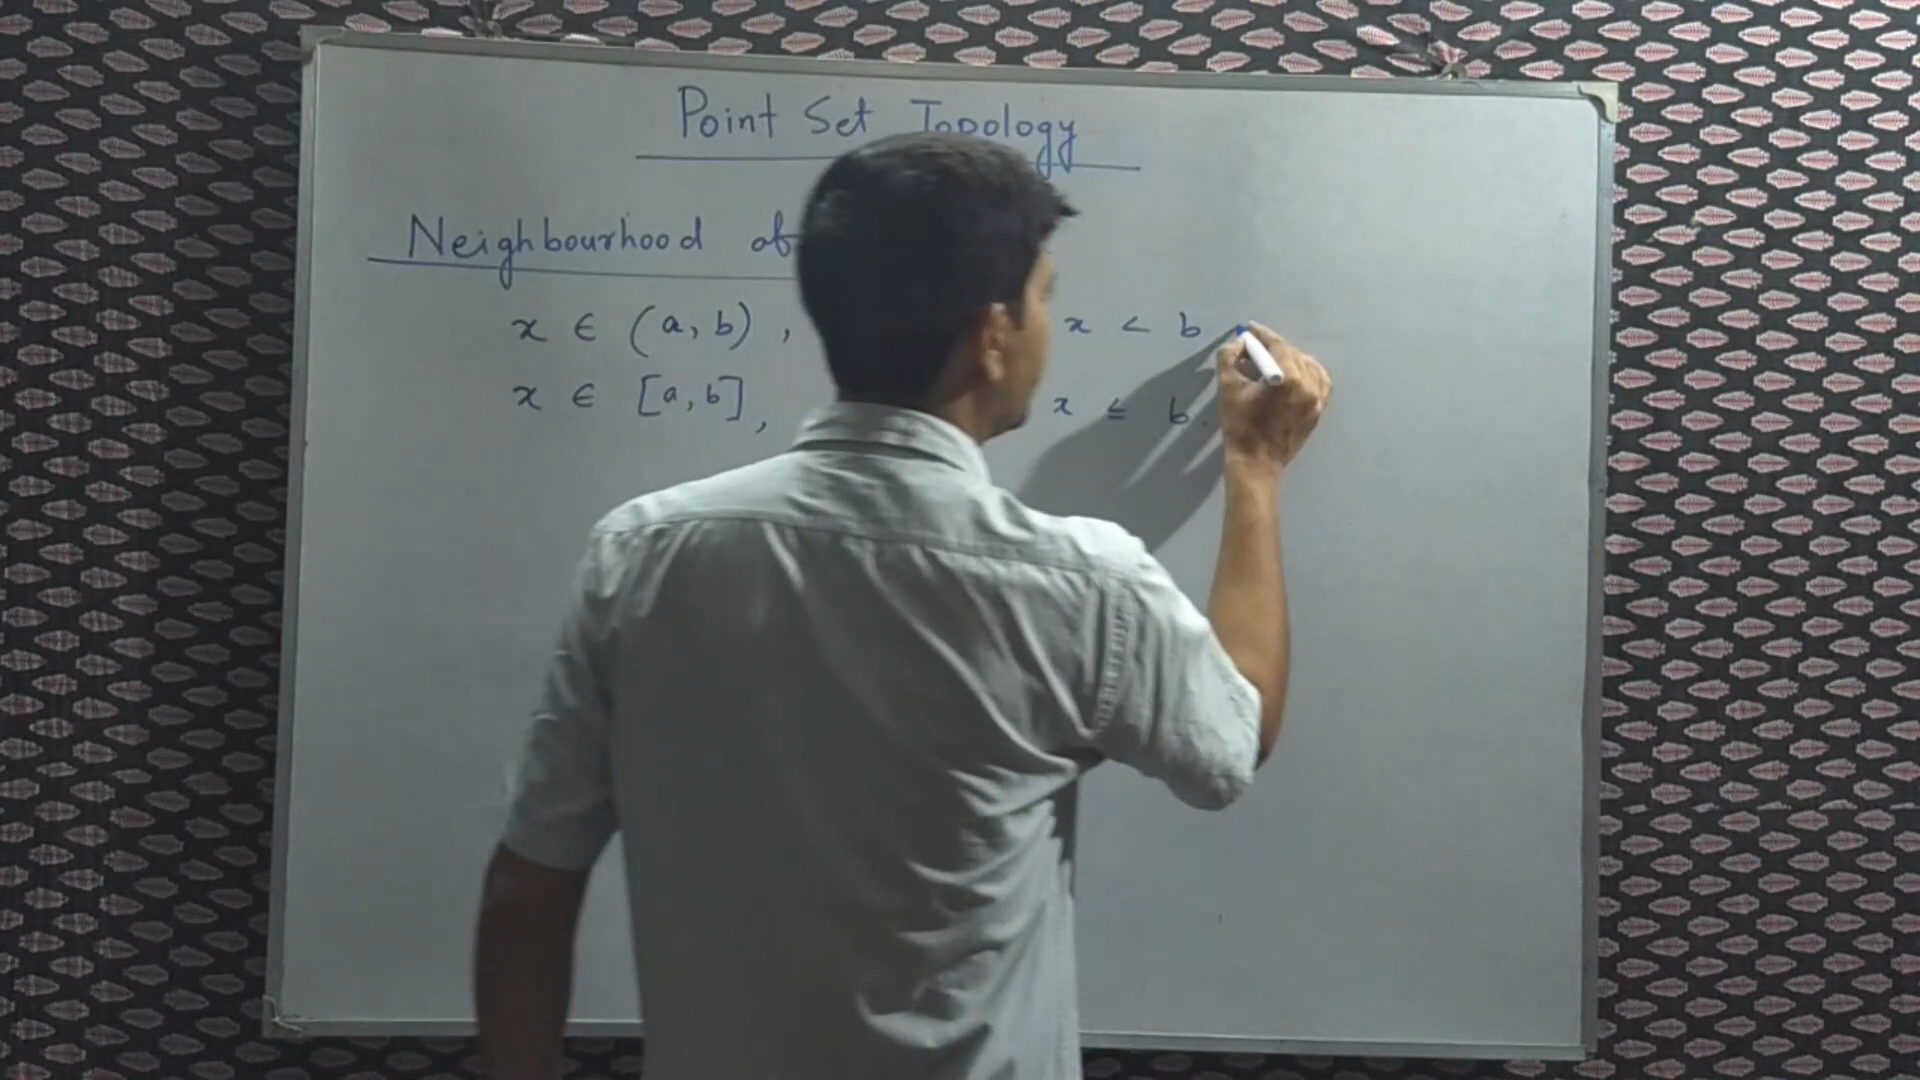 Point Set Topology
Neighbourhood of
x ∈ (a, b) , x < b
x ∈ [a, b] , x ≤ b.